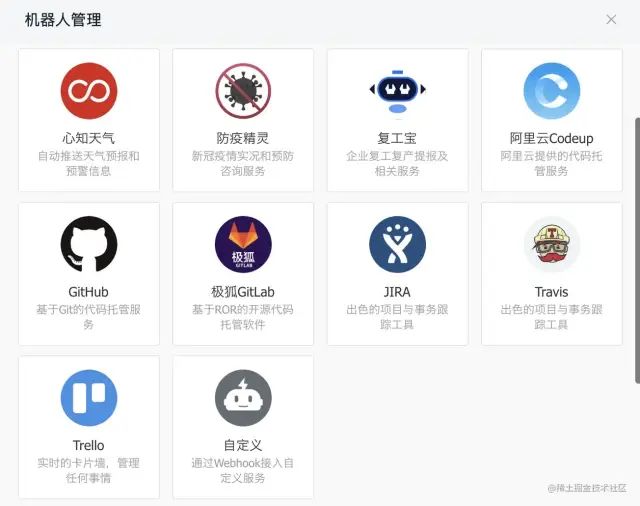 机器人管理
心知天气
自动推送天气预报和
预警信息
防疫精灵
新冠疫情实况和预防
咨询服务
复工宝
企业复工复产提报及
相关服务
阿里云Codeup
阿里云提供的代码托
管服务
GitHub
基于Git的代码托管服
务
极狐
GITLAB
极狐GitLab
基于ROR的开源代码
托管软件
JIRA
出色的项目与事务跟
踪工具
T
Travis
出色的项目与事务跟
踪工具
Trello
实时的卡片墙，管理
任何事情
自定义
通过Webhook接入自
定义服务
@稀土掘金技术社区